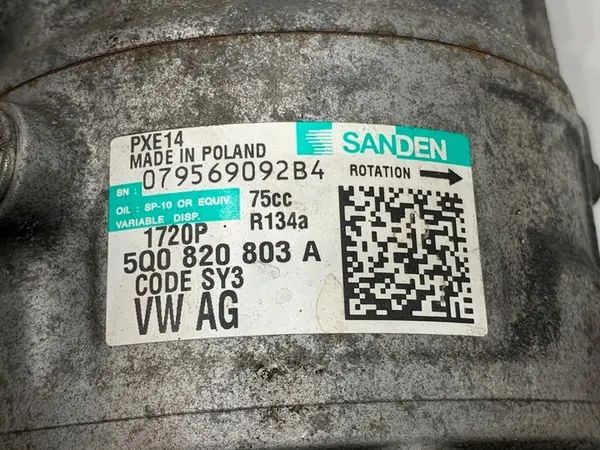 PXE14
MADE IN POLAND
SANDEN
SN : 079569092B4
ROTATION
OIL : SP-10 OR EQUIV. 75cc
VARIABLE DISP. R134a
1720P
5Q0 820 803 A
CODE SY3
VW AG